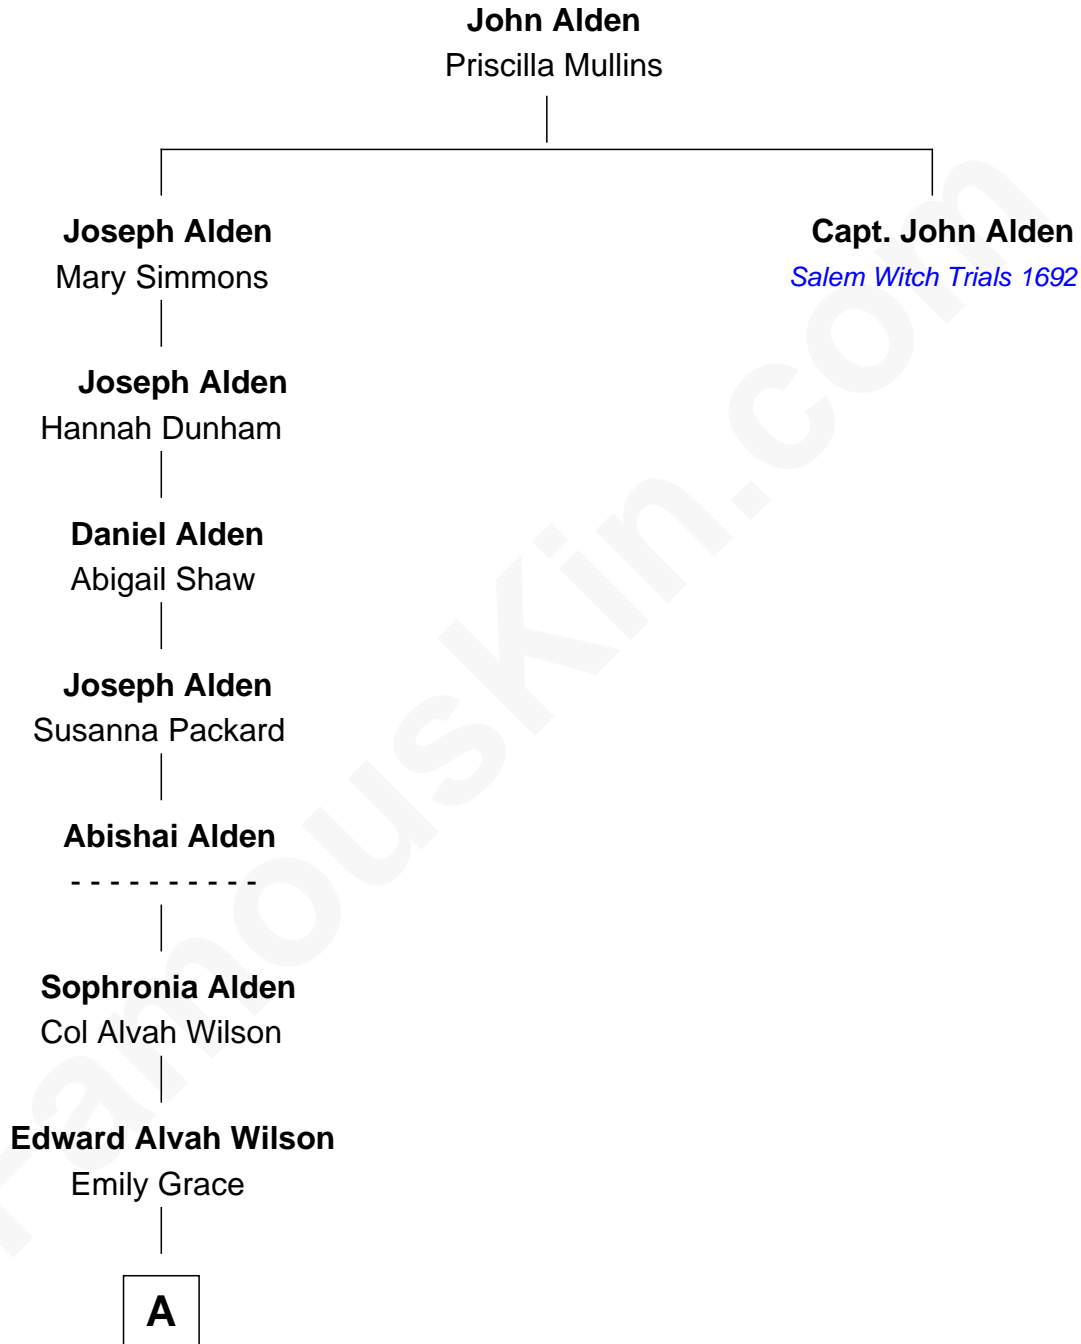 John Alden
Priscilla Mullins
Joseph Alden
Capt. John Alden
Mary Simmons
Salem Witch Trials 1692
Joseph Alden
Hannah Dunham
Daniel Alden
Abigail Shaw
Joseph Alden
Susanna Packard
Abishai Alden
- - - - - - - - - -
Sophronia Alden
Col Alvah Wilson
Edward Alvah Wilson
Emily Grace
A
FamousKin.com